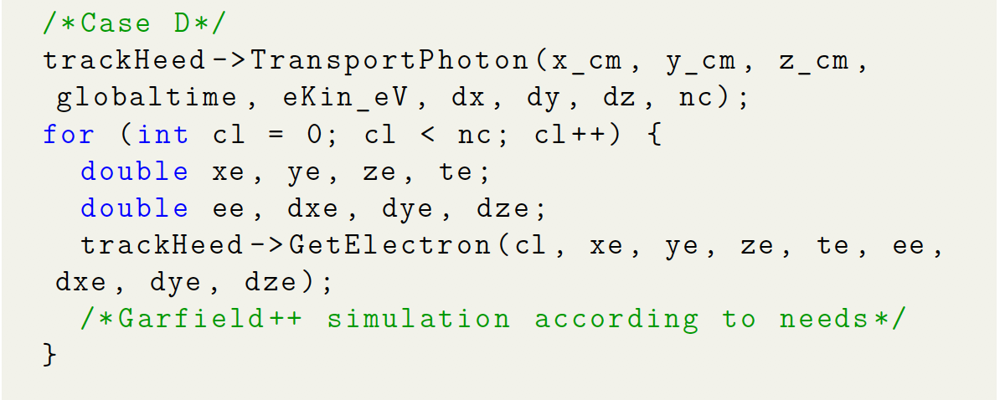 /*Case D*/
trackHeed->TransportPhoton(x_cm, y_cm, z_cm,
globaltime, eKin_eV, dx, dy, dz, nc);
for (int cl = 0; cl < nc; cl++) {
double xe, ye, ze, te;
double ee, dxe, dye, dze;
trackHeed->GetElectron(cl, xe, ye, ze, te, ee,
dxe, dye, dze);
/*Garfield++ simulation according to needs*/
}